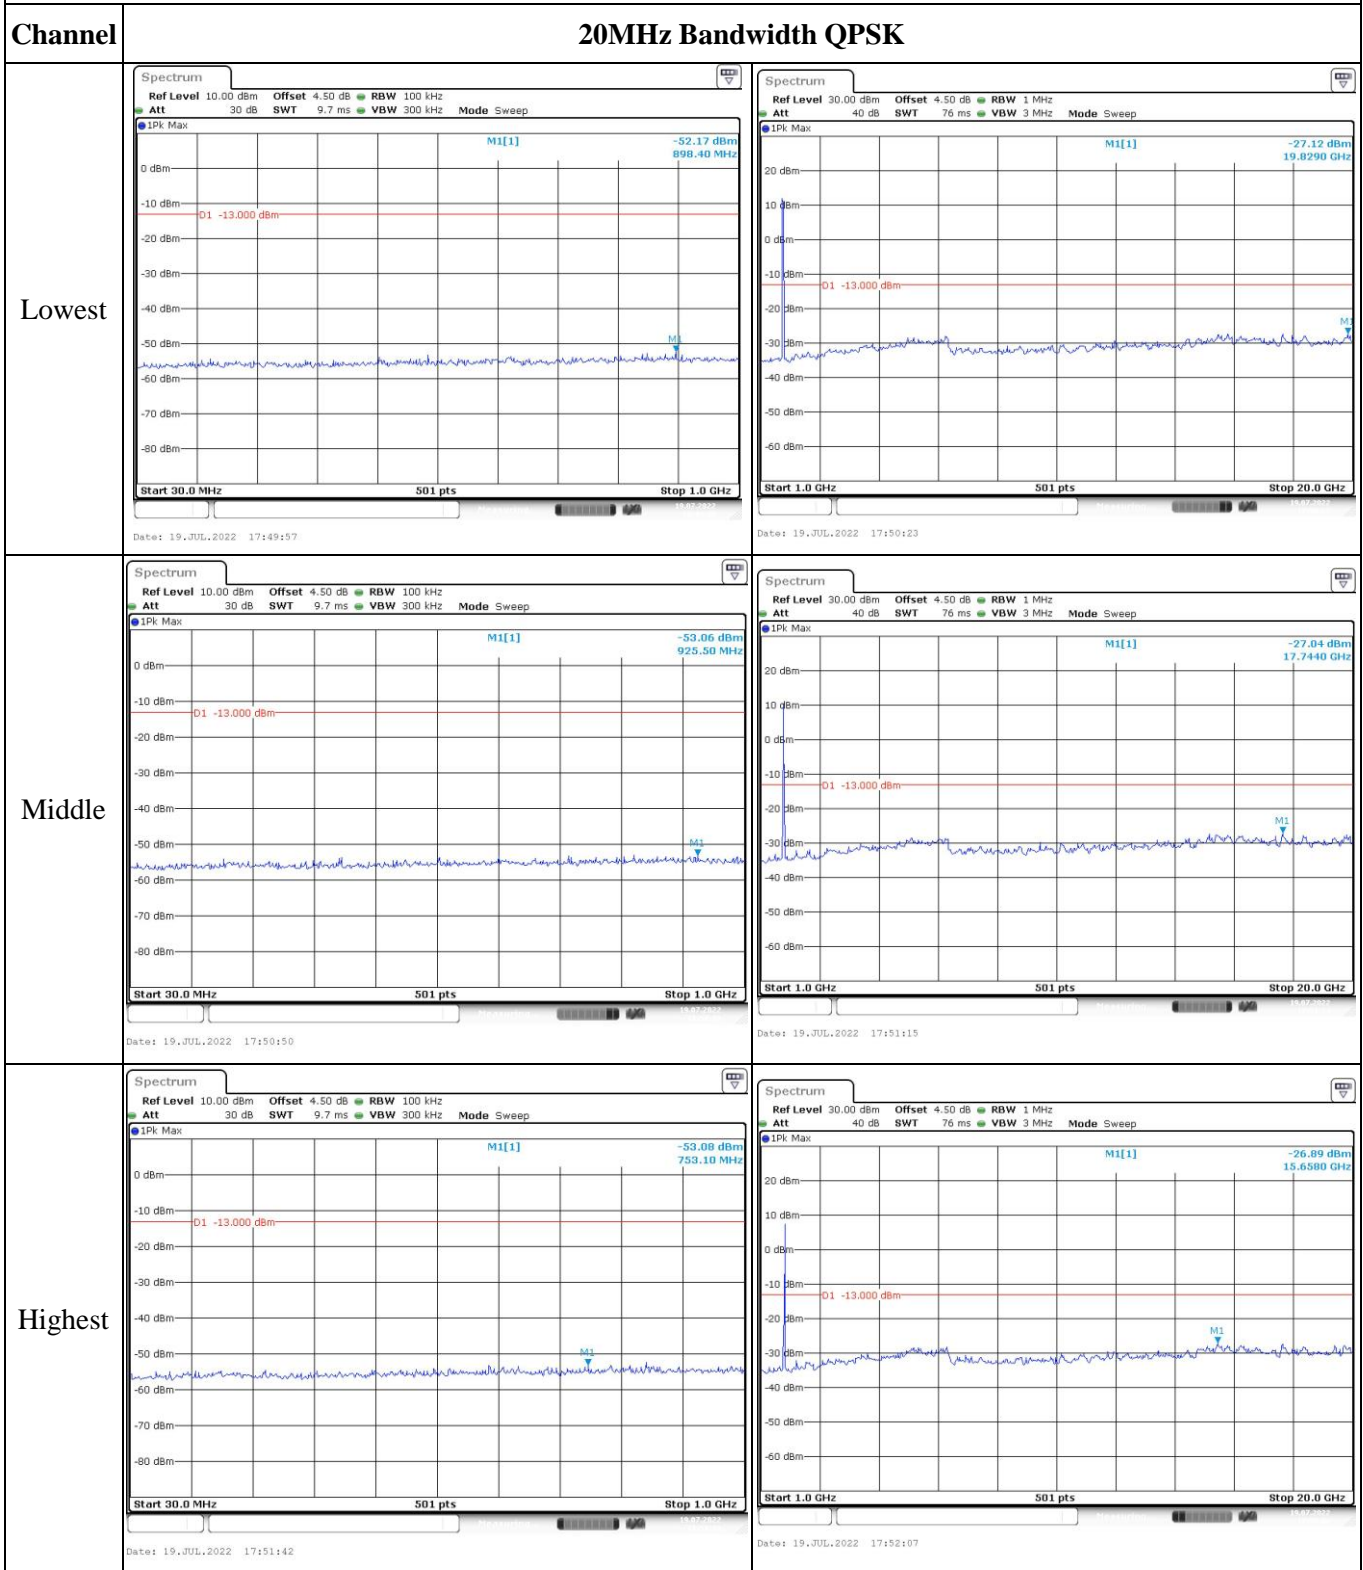 Channel 20MHz Bandwidth QPSK
Lowest
Spectrum
Ref Level 10.00 dBm Offset 4.50 dB RBW 100 kHz
Att 30 dB SWT 9.7 ms VBW 300 kHz Mode Sweep
1Pk Max
M1[1] -52.17 dBm
898.40 MHz
0 dBm
-10 dBm
D1 -13.000 dBm
-20 dBm
-30 dBm
-40 dBm
-50 dBm
M1
-60 dBm
-70 dBm
-80 dBm
Start 30.0 MHz 501 pts Stop 1.0 GHz
19.07.2022
Date: 19.JUL.2022 17:49:57
Spectrum
Ref Level 30.00 dBm Offset 4.50 dB RBW 1 MHz
Att 40 dB SWT 76 ms VBW 3 MHz Mode Sweep
1Pk Max
M1[1] -27.12 dBm
19.8290 GHz
20 dBm
10 dBm
0 dBm
-10 dBm
D1 -13.000 dBm
-20 dBm
M1
-30 dBm
-40 dBm
-50 dBm
-60 dBm
Start 1.0 GHz 501 pts Stop 20.0 GHz
Date: 19.JUL.2022 17:50:23
Middle
Spectrum
Ref Level 10.00 dBm Offset 4.50 dB RBW 100 kHz
Att 30 dB SWT 9.7 ms VBW 300 kHz Mode Sweep
1Pk Max
M1[1] -53.06 dBm
925.50 MHz
0 dBm
-10 dBm
D1 -13.000 dBm
-20 dBm
-30 dBm
-40 dBm
-50 dBm
M1
-60 dBm
-70 dBm
-80 dBm
Start 30.0 MHz 501 pts Stop 1.0 GHz
Date: 19.JUL.2022 17:50:50
Spectrum
Ref Level 30.00 dBm Offset 4.50 dB RBW 1 MHz
Att 40 dB SWT 76 ms VBW 3 MHz Mode Sweep
1Pk Max
M1[1] -27.04 dBm
17.7440 GHz
20 dBm
10 dBm
0 dBm
-10 dBm
D1 -13.000 dBm
-20 dBm
M1
-30 dBm
-40 dBm
-50 dBm
-60 dBm
Start 1.0 GHz 501 pts Stop 20.0 GHz
Date: 19.JUL.2022 17:51:15
Highest
Spectrum
Ref Level 10.00 dBm Offset 4.50 dB RBW 100 kHz
Att 30 dB SWT 9.7 ms VBW 300 kHz Mode Sweep
1Pk Max
M1[1] -53.08 dBm
753.10 MHz
0 dBm
-10 dBm
D1 -13.000 dBm
-20 dBm
-30 dBm
-40 dBm
-50 dBm
M1
-60 dBm
-70 dBm
-80 dBm
Start 30.0 MHz 501 pts Stop 1.0 GHz
Date: 19.JUL.2022 17:51:42
Spectrum
Ref Level 30.00 dBm Offset 4.50 dB RBW 1 MHz
Att 40 dB SWT 76 ms VBW 3 MHz Mode Sweep
1Pk Max
M1[1] -26.89 dBm
15.6580 GHz
20 dBm
10 dBm
0 dBm
-10 dBm
D1 -13.000 dBm
-20 dBm
M1
-30 dBm
-40 dBm
-50 dBm
-60 dBm
Start 1.0 GHz 501 pts Stop 20.0 GHz
Date: 19.JUL.2022 17:52:07